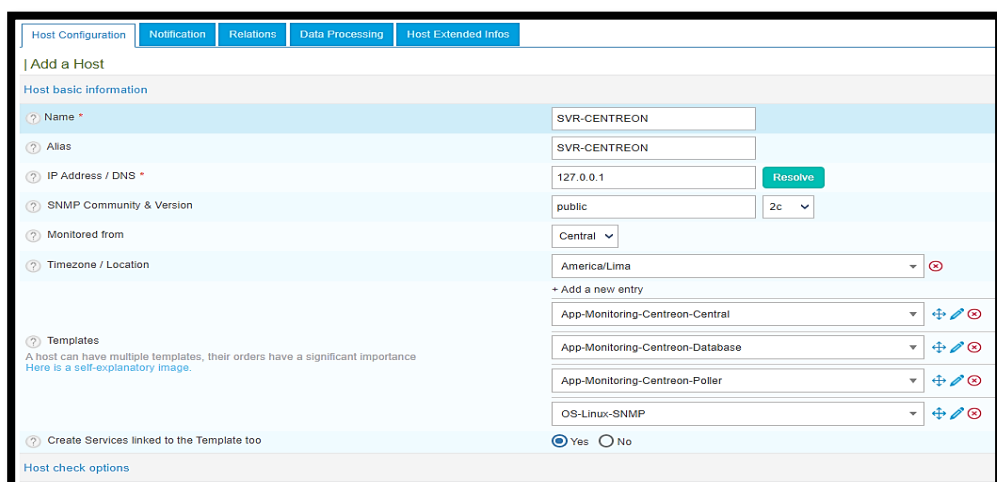 Host Configuration Notification Relations Data Processing Host Extended Infos
| Add a Host
Host basic information
? Name * SVR-CENTREON
? Alias SVR-CENTREON
? IP Address / DNS * 127.0.0.1 Resolve
? SNMP Community & Version public 2c
? Monitored from Central
? Timezone / Location America/Lima
+ Add a new entry
App-Monitoring-Centreon-Central
? Templates
A host can have multiple templates, their orders have a significant importance
Here is a self-explanatory image.
App-Monitoring-Centreon-Database
App-Monitoring-Centreon-Poller
OS-Linux-SNMP
? Create Services linked to the Template too Yes No
Host check options